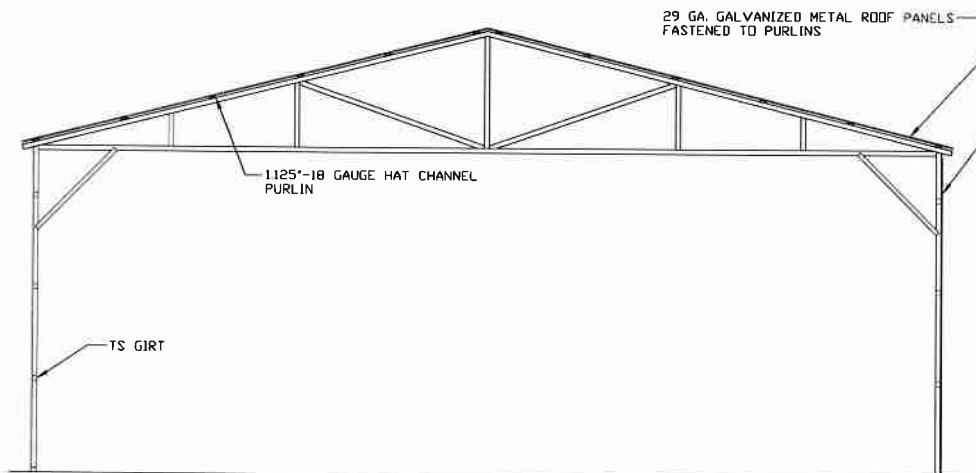 29 GA. GALVANIZED METAL ROOF PANELS
FASTENED TO PURLINS
1.125"-18 GAUGE HAT CHANNEL
PURLIN
TS GIRT